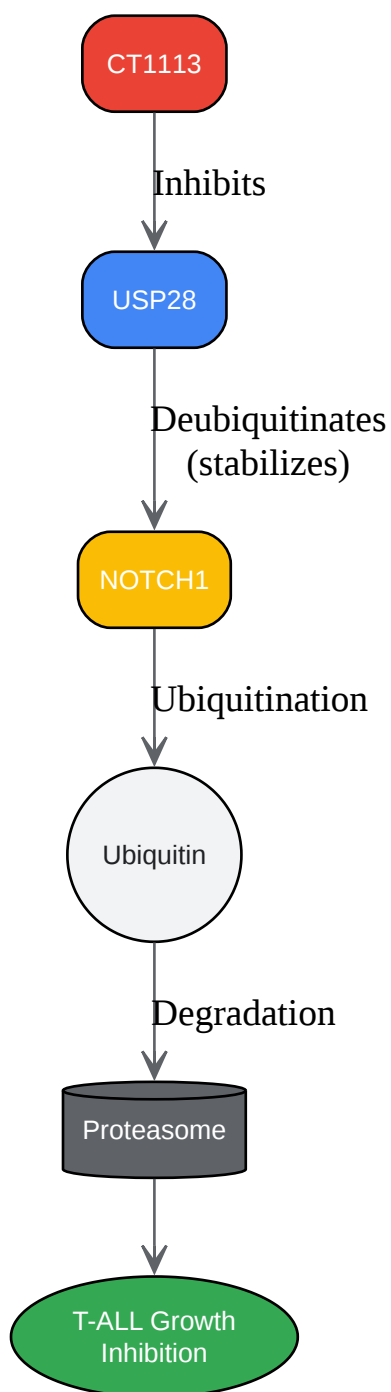 CT1113
Inhibits
USP28
Deubiquitinates
(stabilizes)
NOTCH1
Ubiquitination
Ubiquitin
Degradation
Proteasome
T-ALL Growth
Inhibition